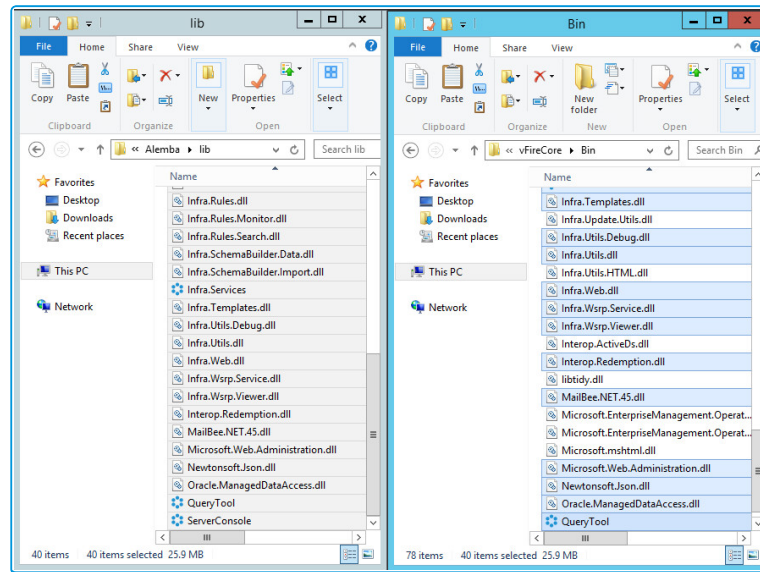 lib
File
Home
Share
View
Copy
Paste
New
Properties
Select
Clipboard
Organize
Open
« Alemba ▸ lib
Search lib
Favorites
Desktop
Downloads
Recent places
This PC
Network
Name
Infra.Rules.dll
Infra.Rules.Monitor.dll
Infra.Rules.Search.dll
Infra.SchemaBuilder.Data.dll
Infra.SchemaBuilder.Import.dll
Infra.Services
Infra.Templates.dll
Infra.Utils.Debug.dll
Infra.Utils.dll
Infra.Web.dll
Infra.Wsrp.Service.dll
Infra.Wsrp.Viewer.dll
Interop.Redemption.dll
MailBee.NET.45.dll
Microsoft.Web.Administration.dll
Newtonsoft.Json.dll
Oracle.ManagedDataAccess.dll
QueryTool
ServerConsole
40 items 40 items selected 25.9 MB
Bin
File
Home
Share
View
Copy
Paste
New
folder
Properties
Select
Clipboard
Organize
New
Open
« vFireCore ▸ Bin
Search Bin
Favorites
Desktop
Downloads
Recent places
This PC
Network
Name
Infra.Templates.dll
Infra.Update.Utils.dll
Infra.Utils.Debug.dll
Infra.Utils.dll
Infra.Utils.HTML.dll
Infra.Web.dll
Infra.Wsrp.Service.dll
Infra.Wsrp.Viewer.dll
Interop.ActiveDs.dll
Interop.Redemption.dll
libtidy.dll
MailBee.NET.45.dll
Microsoft.EnterpriseManagement.Operat...
Microsoft.EnterpriseManagement.Operat...
Microsoft.mshtml.dll
Microsoft.Web.Administration.dll
Newtonsoft.Json.dll
Oracle.ManagedDataAccess.dll
QueryTool
78 items 40 items selected 25.9 MB